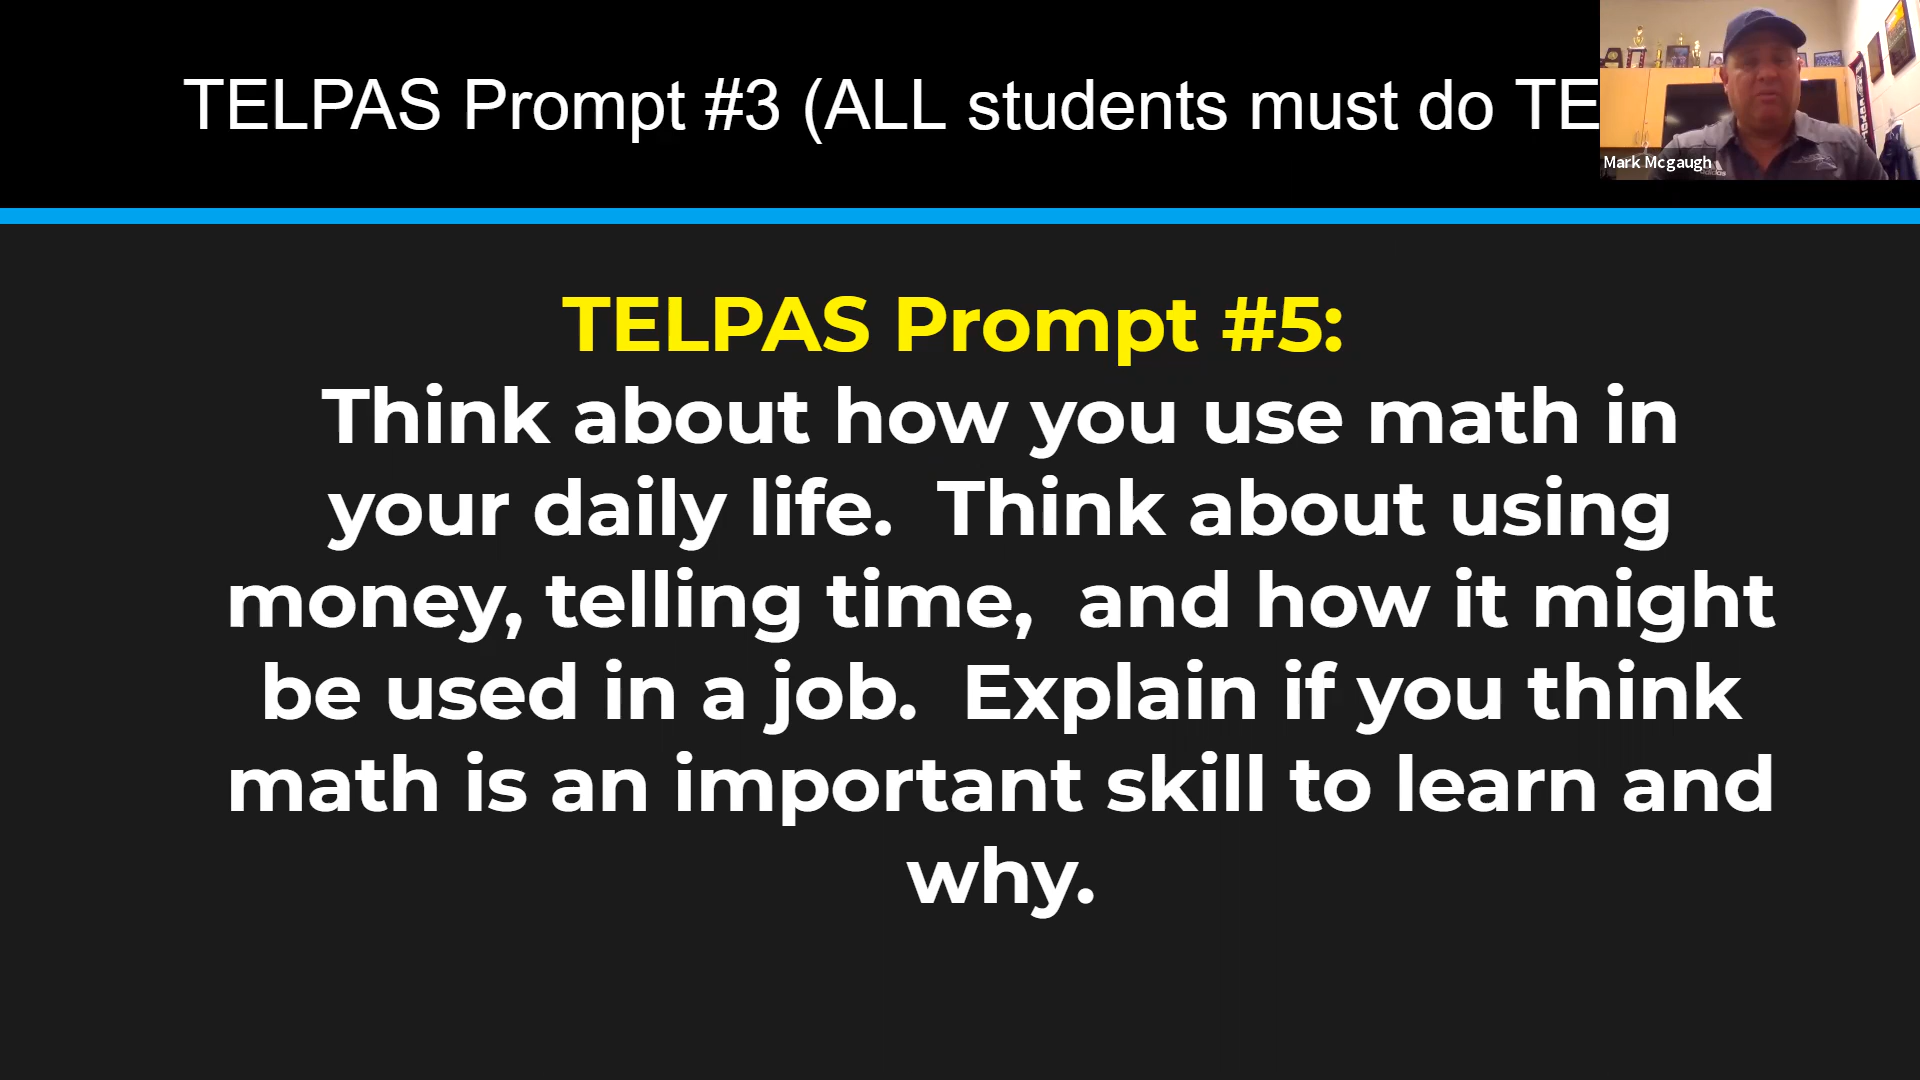 TELPAS Prompt #3 (ALL students must do TE
Mark Mcgaugh
adidas
TELPAS Prompt #5:
Think about how you use math in
your daily life.  Think about using
money, telling time,  and how it might
be used in a job.  Explain if you think
math is an important skill to learn and
why.